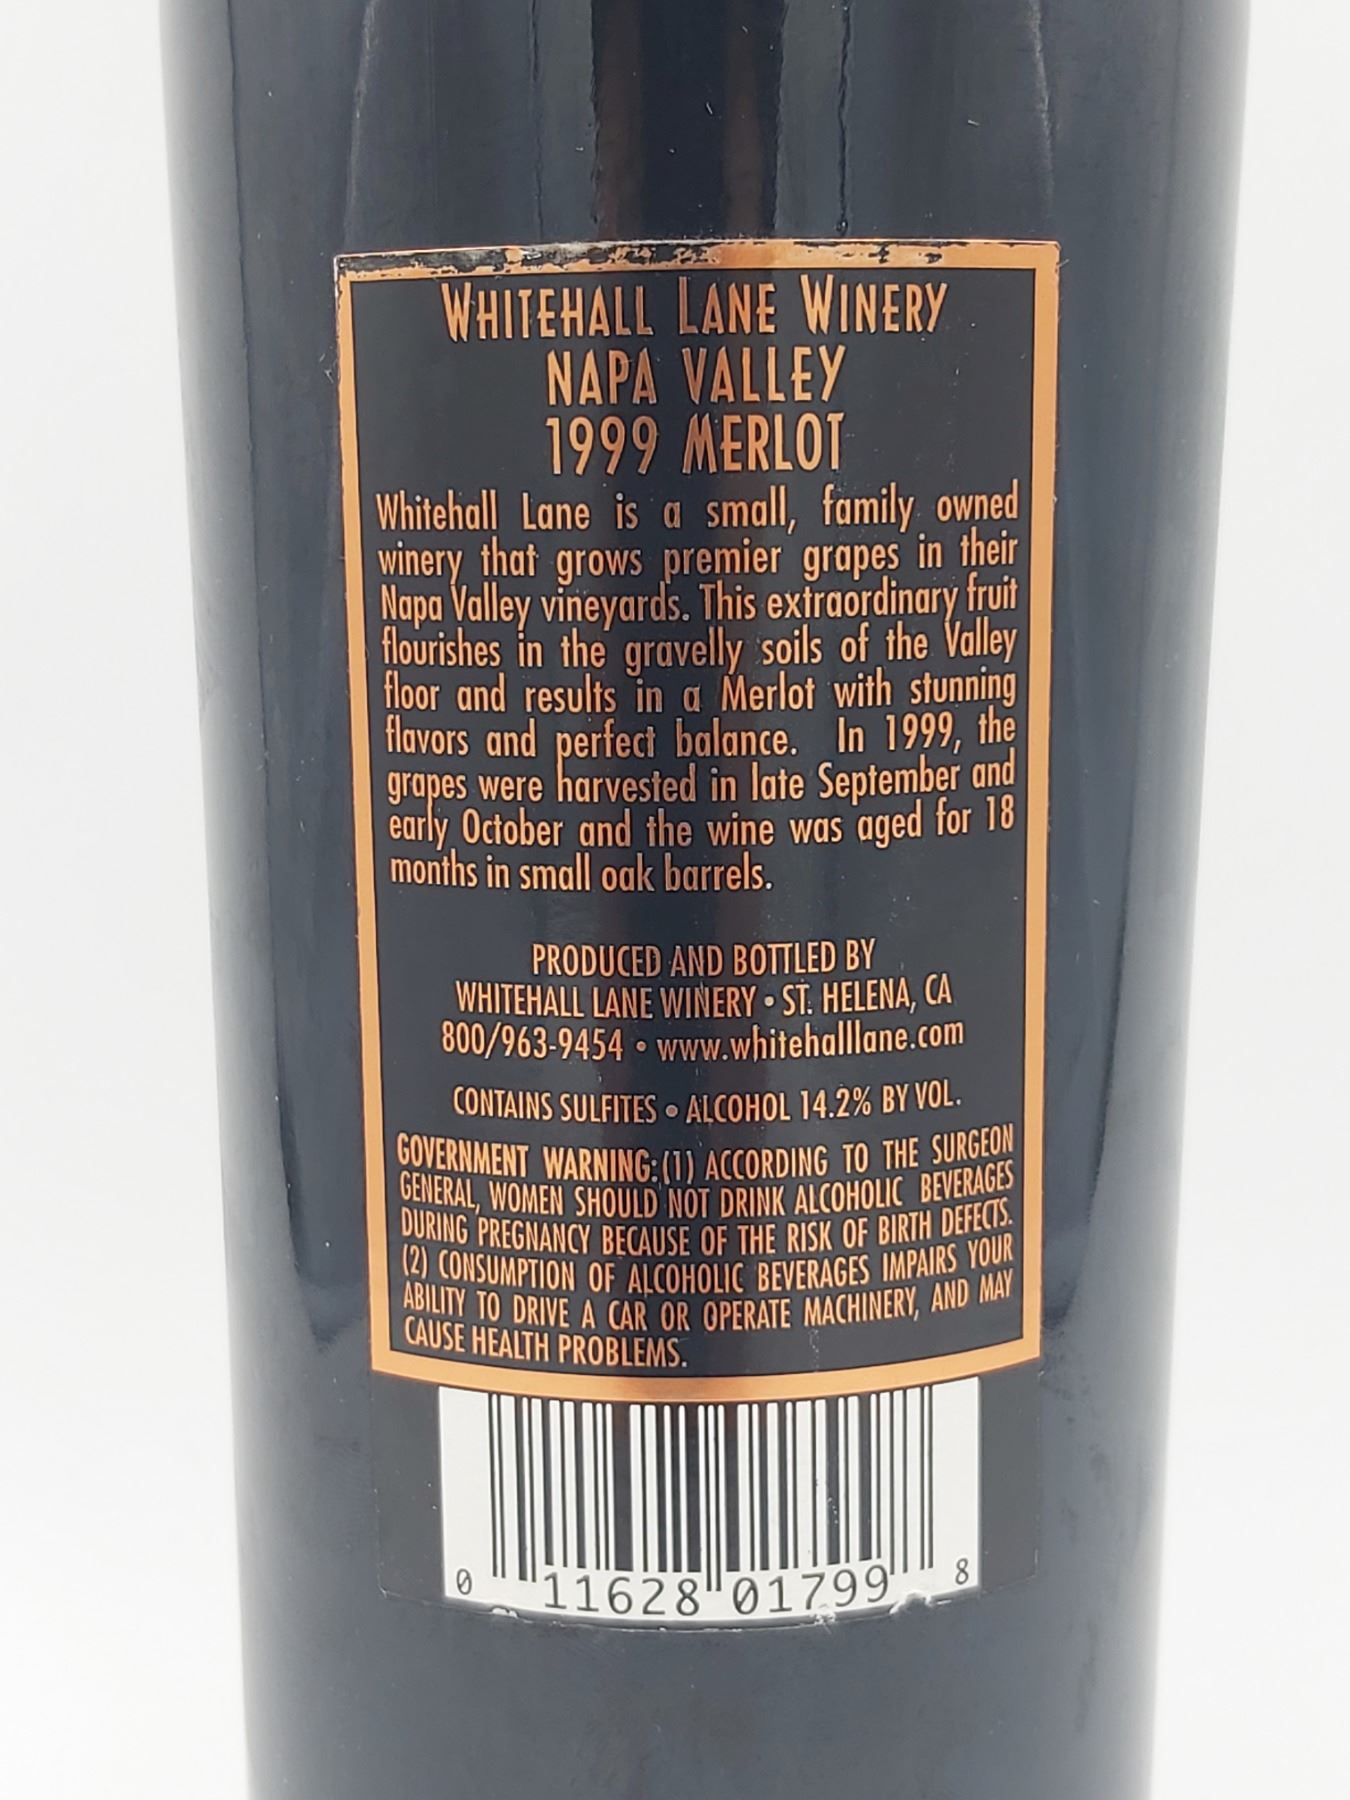 WHITEHALL LANE WINERY
NAPA VALLEY
1999 MERLOT
Whitehall Lane is a small, family owned
winery that grows premier grapes in their
Napa Valley vineyards. This extraordinary fruit
flourishes in the gravelly soils of the Valley
floor and results in a Merlot with stunning
flavors and perfect balance. In 1999, the
grapes were harvested in late September and
early October and the wine was aged for 18
months in small oak barrels.
PRODUCED AND BOTTLED BY
WHITEHALL LANE WINERY • ST. HELENA, CA
800/963-9454 • www.whitehalllane.com
CONTAINS SULFITES • ALCOHOL 14.2% BY VOL.
GOVERNMENT WARNING:(1) ACCORDING TO THE SURGEON
GENERAL, WOMEN SHOULD NOT DRINK ALCOHOLIC BEVERAGES
DURING PREGNANCY BECAUSE OF THE RISK OF BIRTH DEFECTS.
(2) CONSUMPTION OF ALCOHOLIC BEVERAGES IMPAIRS YOUR
ABILITY TO DRIVE A CAR OR OPERATE MACHINERY, AND MAY
CAUSE HEALTH PROBLEMS.
0 11628 01799 8